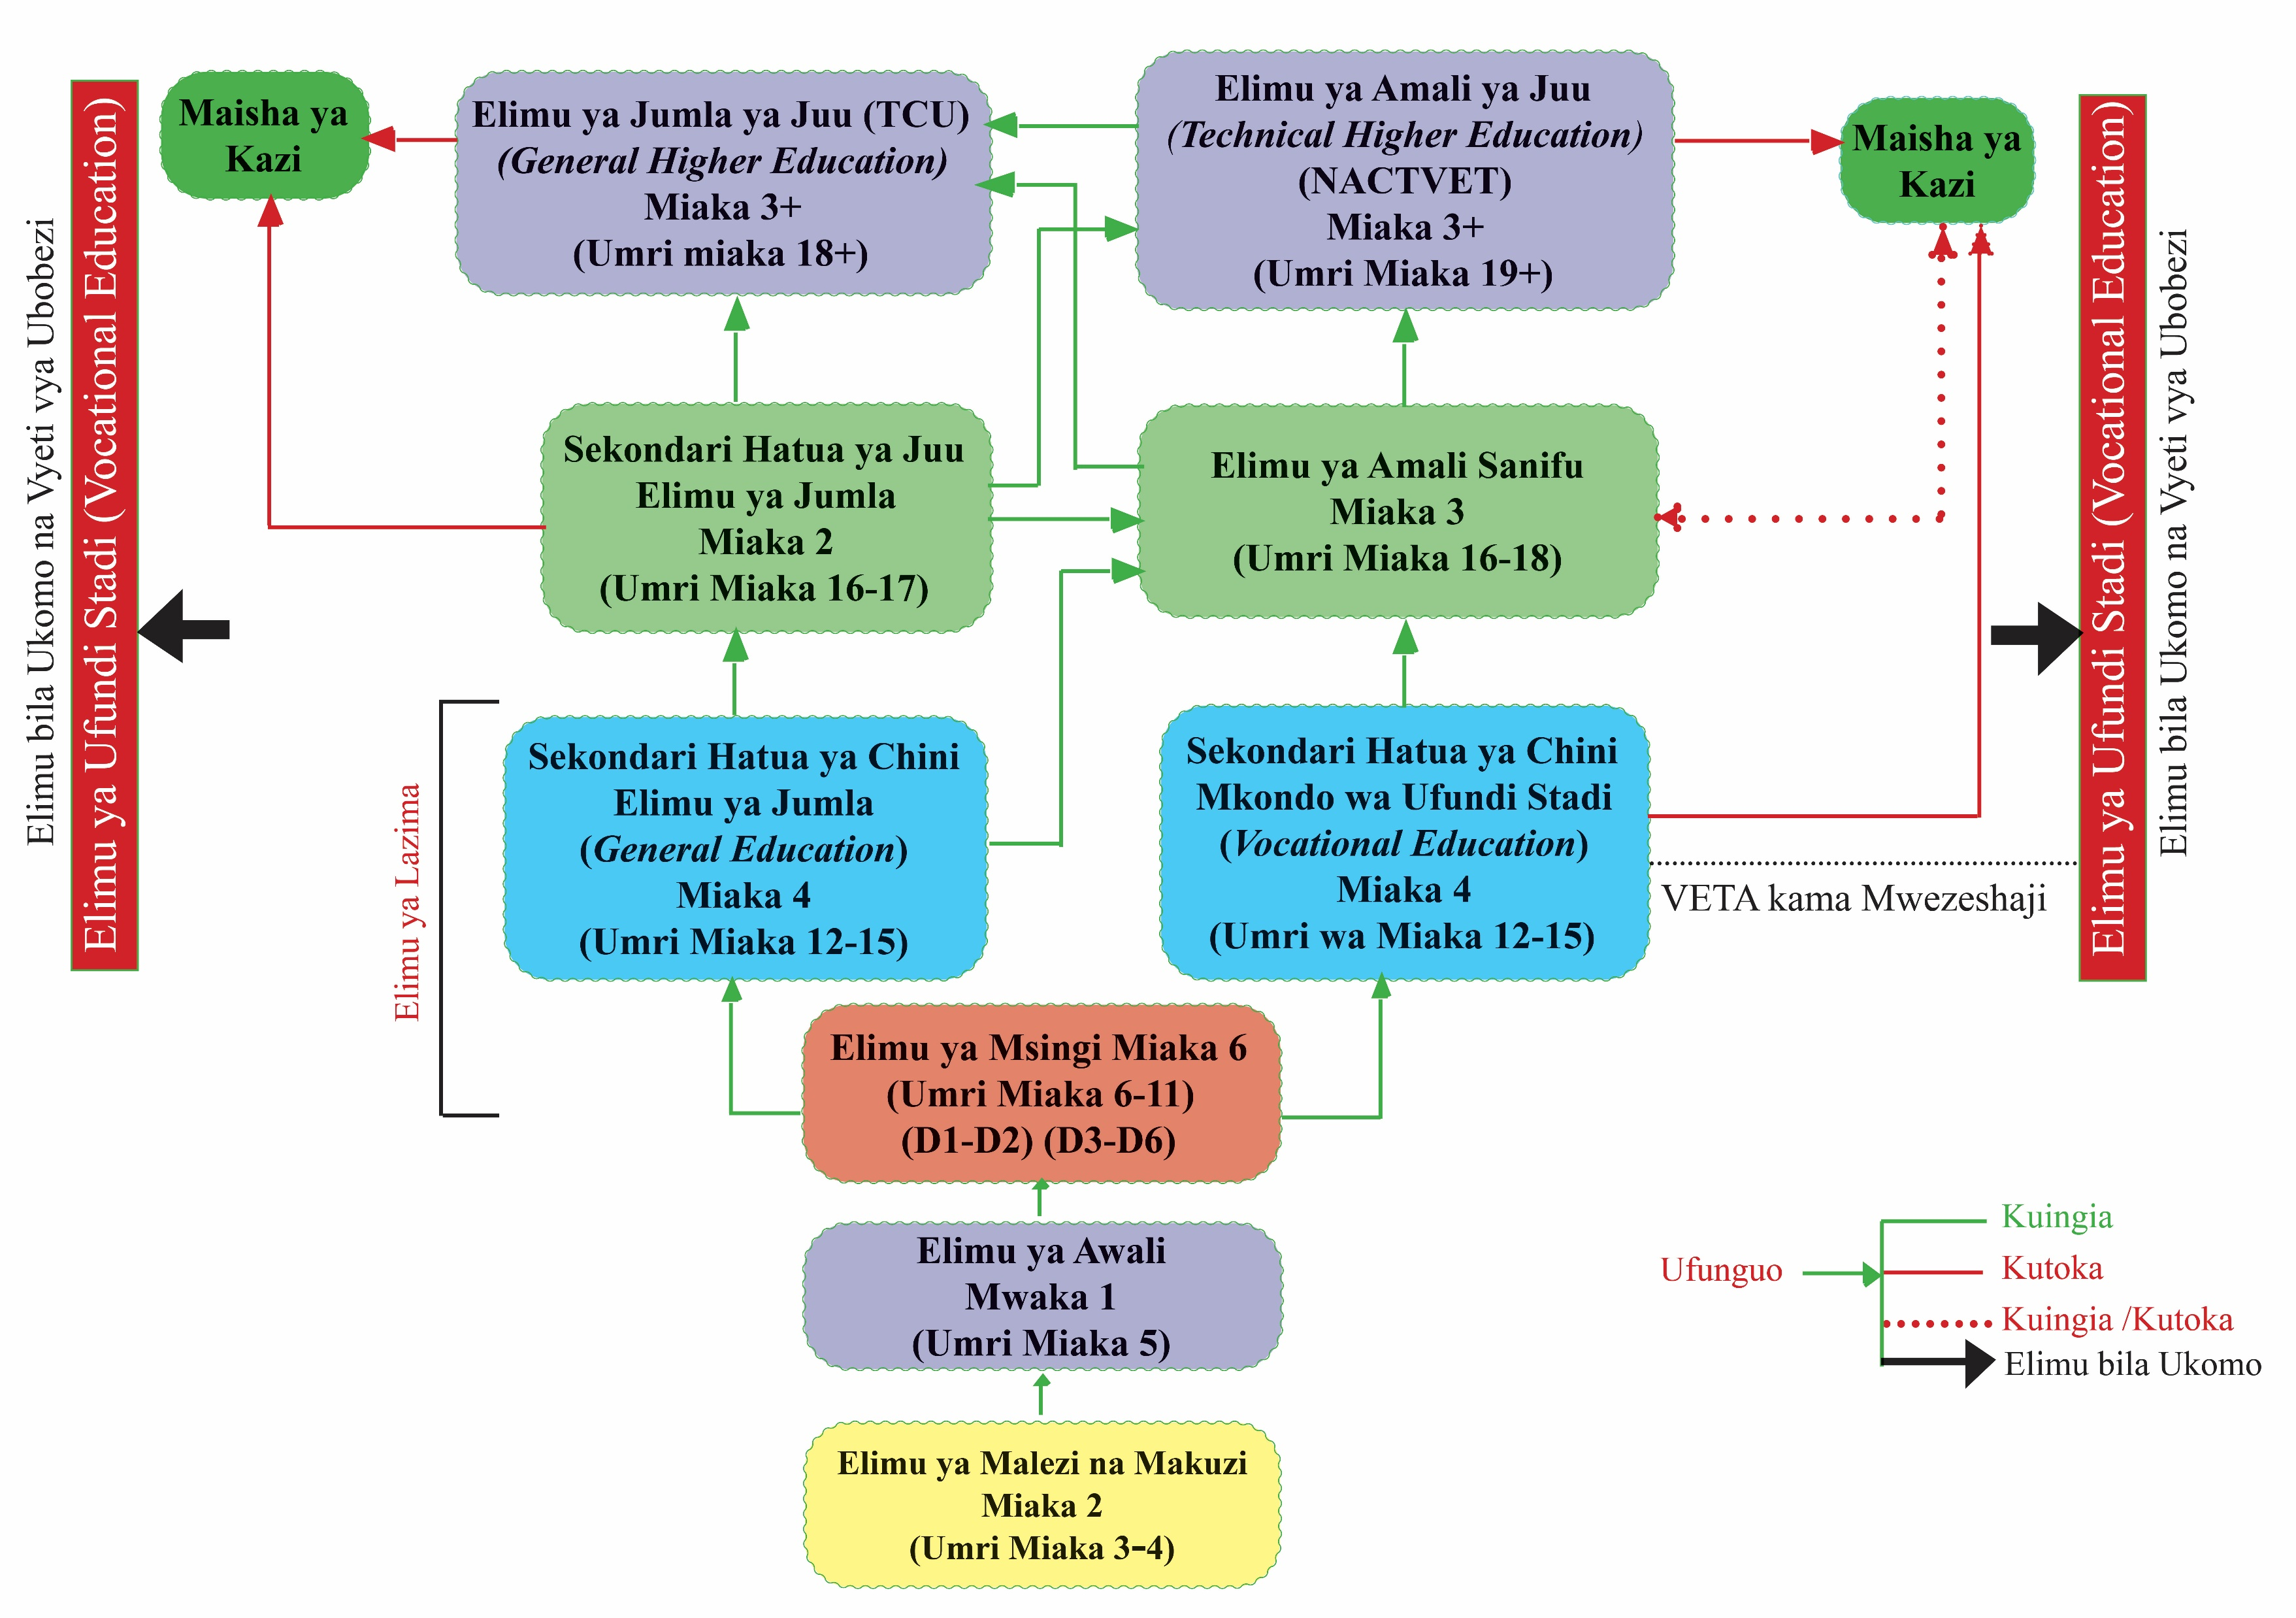 Elimu bila Ukomo na Vyeti vya Ubobezi
Elimu ya Ufundi Stadi (Vocational Education)
Maisha ya
Kazi
Elimu ya Jumla ya Juu (TCU)
(General Higher Education)
Miaka 3+
(Umri miaka 18+)
Elimu ya Amali ya Juu
(Technical Higher Education)
(NACTVET)
Miaka 3+
(Umri Miaka 19+)
Maisha ya
Kazi
Elimu ya Ufundi Stadi (Vocational Education)
Elimu bila Ukomo na Vyeti vya Ubobezi
Sekondari Hatua ya Juu
Elimu ya Jumla
Miaka 2
(Umri Miaka 16-17)
Elimu ya Amali Sanifu
Miaka 3
(Umri Miaka 16-18)
Elimu ya Lazima
Sekondari Hatua ya Chini
Elimu ya Jumla
(General Education)
Miaka 4
(Umri Miaka 12-15)
Sekondari Hatua ya Chini
Mkondo wa Ufundi Stadi
(Vocational Education)
Miaka 4
(Umri wa Miaka 12-15)
VETA kama Mwezeshaji
Elimu ya Msingi Miaka 6
(Umri Miaka 6-11)
(D1-D2) (D3-D6)
Elimu ya Awali
Mwaka 1
(Umri Miaka 5)
Elimu ya Malezi na Makuzi
Miaka 2
(Umri Miaka 3-4)
Ufunguo
Kuingia
Kutoka
Kuingia /Kutoka
Elimu bila Ukomo